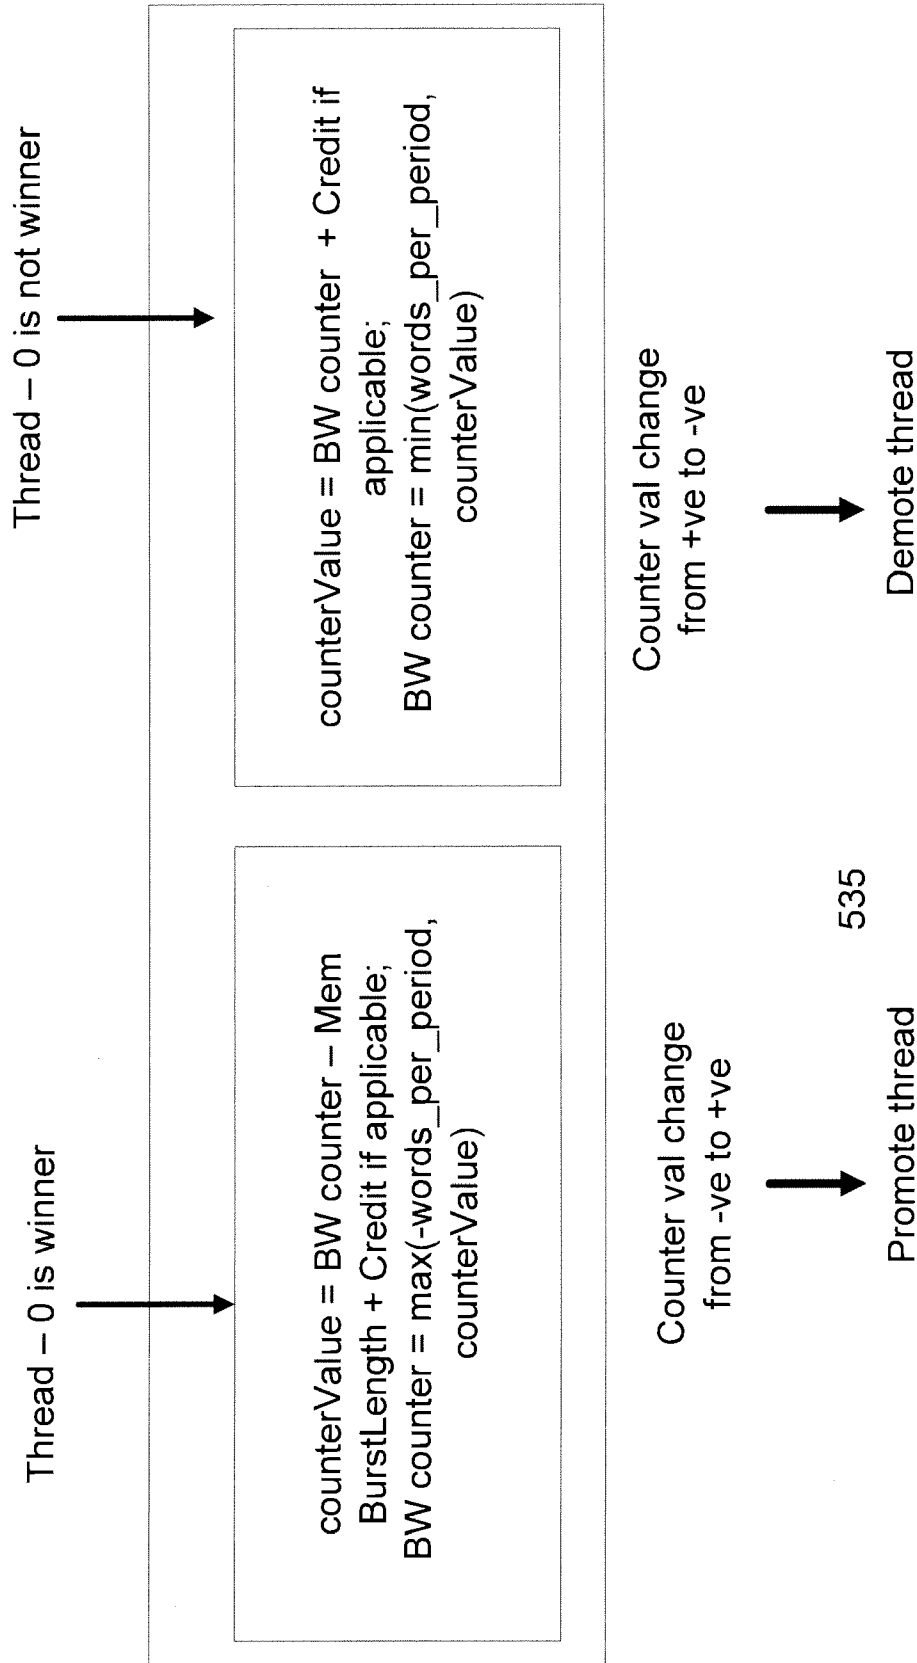 Thread – 0 is winner
counterValue = BW counter – Mem
BurstLength + Credit if applicable;
BW counter = max(-words_per_period,
counterValue)
Counter val change
from -ve to +ve
Promote thread
535
Thread – 0 is not winner
counterValue = BW counter + Credit if
applicable;
BW counter = min(words_per_period,
counterValue)
Counter val change
from +ve to -ve
Demote thread